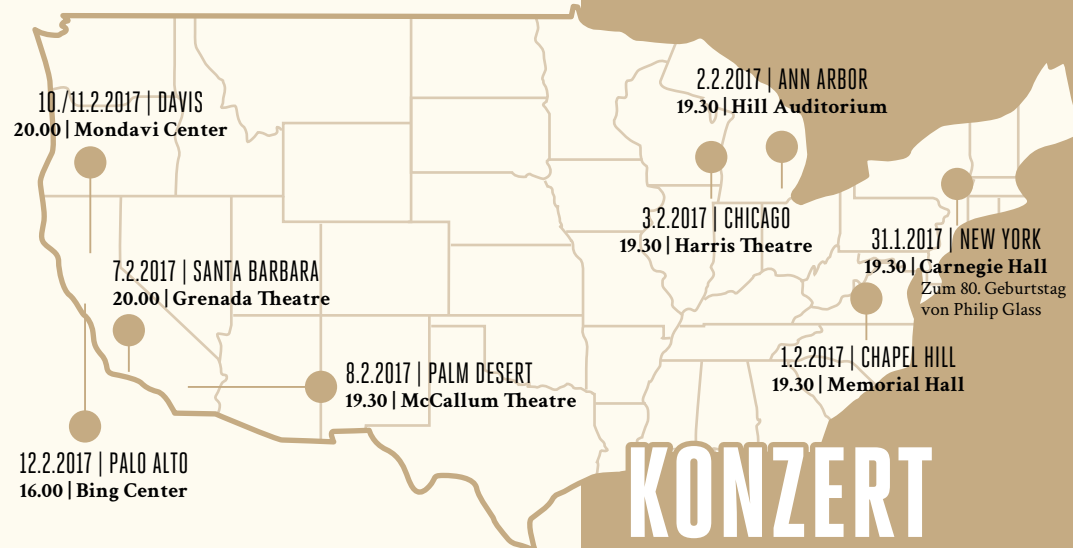 10./11.2.2017 | DAVIS
20.00 | Mondavi Center
2.2.2017 | ANN ARBOR
19.30 | Hill Auditorium
3.2.2017 | CHICAGO
19.30 | Harris Theatre
31.1.2017 | NEW YORK
19.30 | Carnegie Hall
Zum 80. Geburtstag
von Philip Glass
7.2.2017 | SANTA BARBARA
20.00 | Grenada Theatre
8.2.2017 | PALM DESERT
19.30 | McCallum Theatre
1.2.2017 | CHAPEL HILL
19.30 | Memorial Hall
12.2.2017 | PALO ALTO
16.00 | Bing Center
KONZERT